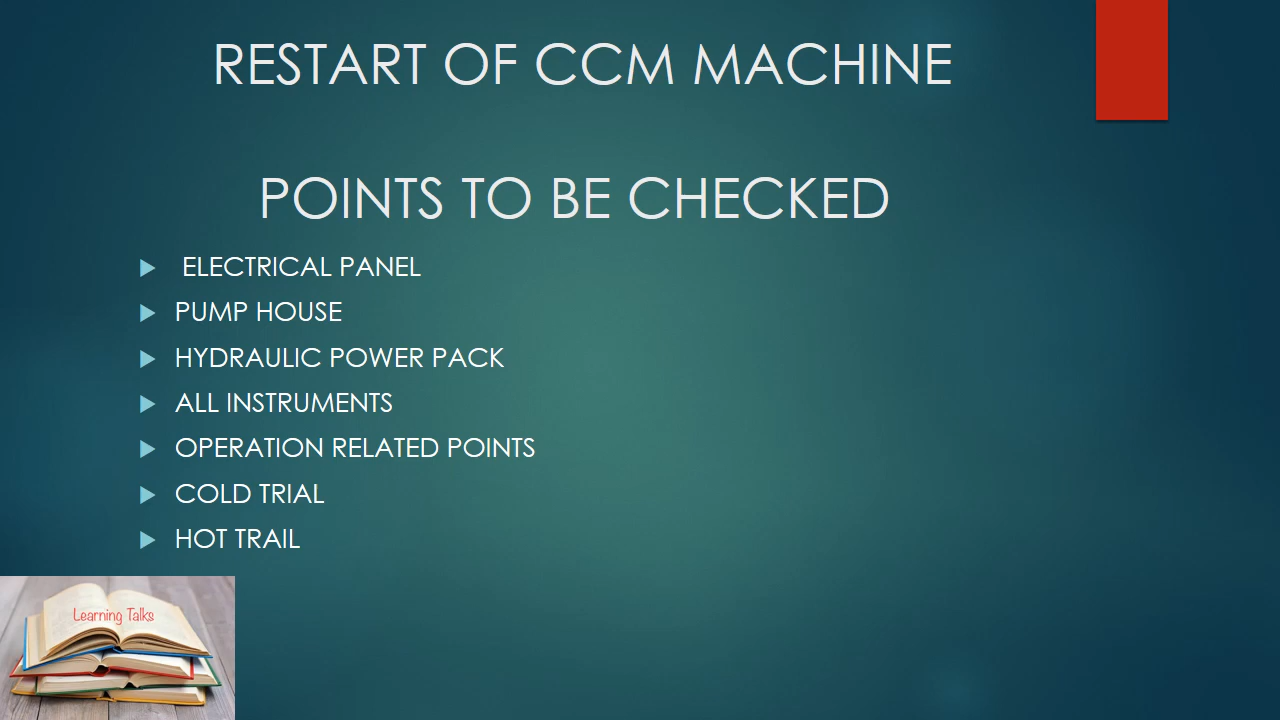 RESTART OF CCM MACHINE
POINTS TO BE CHECKED
ELECTRICAL PANEL
PUMP HOUSE
HYDRAULIC POWER PACK
ALL INSTRUMENTS
OPERATION RELATED POINTS
COLD TRIAL
HOT TRAIL
Learning Talks